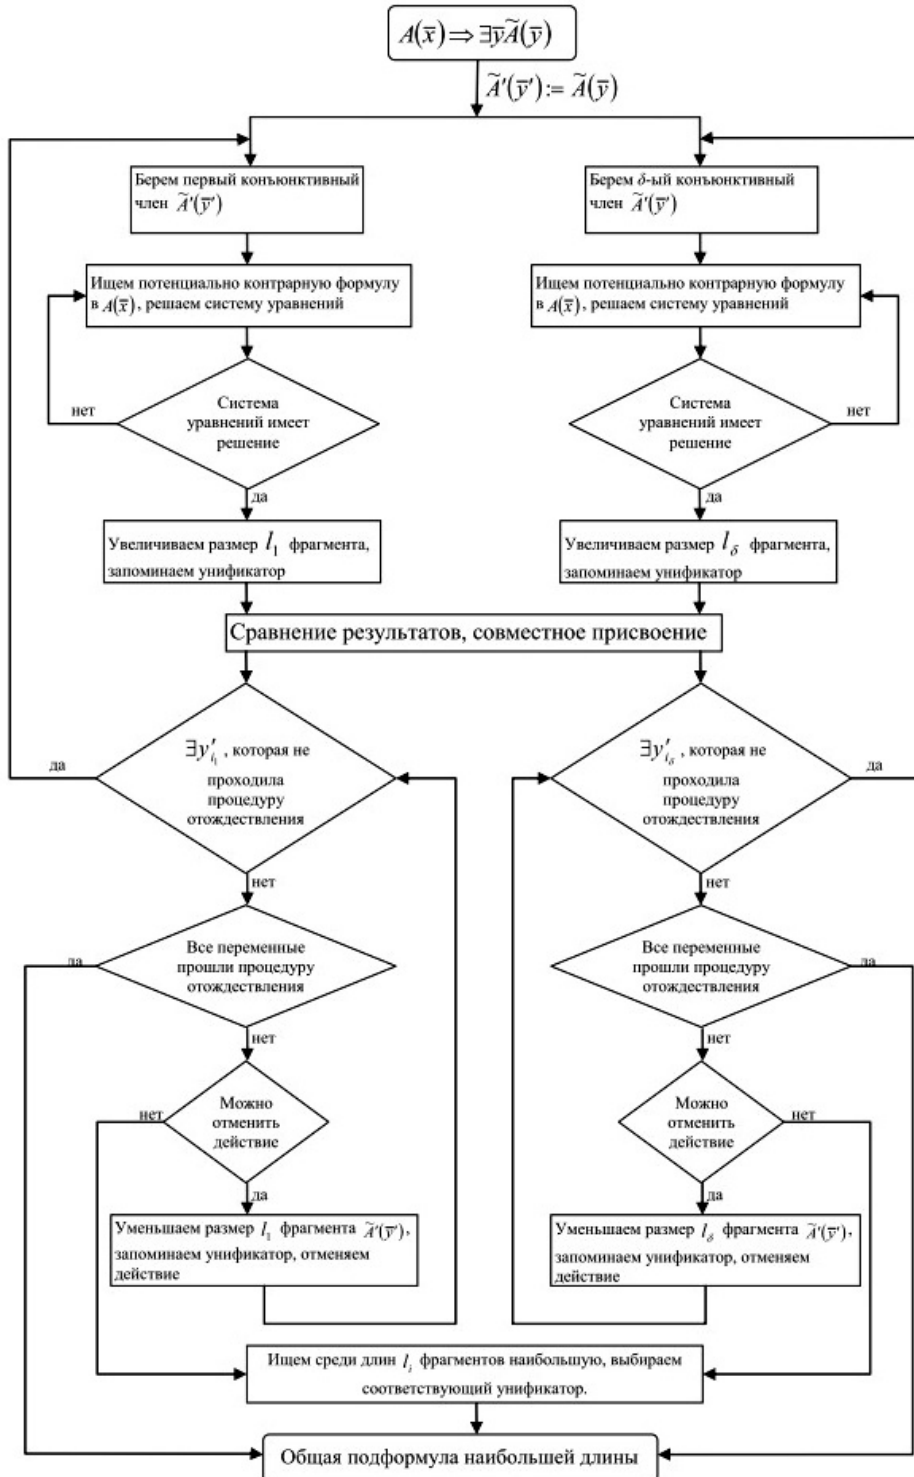 A(x̅) ⇒ ∃y̅Ã(y̅)
Ã′(y̅′) := Ã(y̅)
Берем первый конъюнктивный
член Ã′(y̅′)
Берем δ-ый конъюнктивный
член Ã′(y̅′)
Ищем потенциально контрарную формулу
в A(x̅), решаем систему уравнений
Ищем потенциально контрарную формулу
в A(x̅), решаем систему уравнений
нет
Система
уравнений имеет
решение
Система
уравнений имеет
решение
нет
да
да
Увеличиваем размер l₁ фрагмента,
запоминаем унификатор
Увеличиваем размер l_δ фрагмента,
запоминаем унификатор
Сравнение результатов, совместное присвоение
да
∃y′_{i₁}, которая не
проходила
процедуру
отождествления
∃y′_{i_δ}, которая не
проходила
процедуру
отождествления
да
нет
нет
да
Все переменные
прошли процедуру
отождествления
Все переменные
прошли процедуру
отождествления
да
нет
нет
нет
Можно
отменить
действие
Можно
отменить
действие
нет
да
да
Уменьшаем размер l₁ фрагмента Ã′(y̅′),
запоминаем унификатор, отменяем
действие
Уменьшаем размер l_δ фрагмента Ã′(y̅′),
запоминаем унификатор, отменяем
действие
Ищем среди длин l_i фрагментов наибольшую, выбираем
соответствующий унификатор.
Общая подформула наибольшей длины